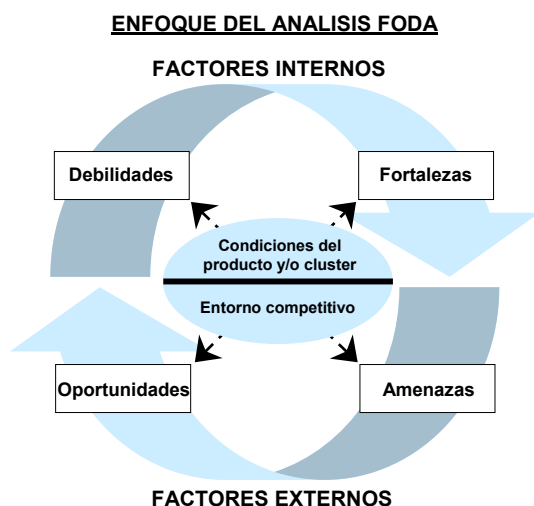 ENFOQUE DEL ANALISIS FODA
FACTORES INTERNOS
Debilidades
Fortalezas
Condiciones del
producto y/o cluster
Entorno competitivo
Oportunidades
Amenazas
FACTORES EXTERNOS